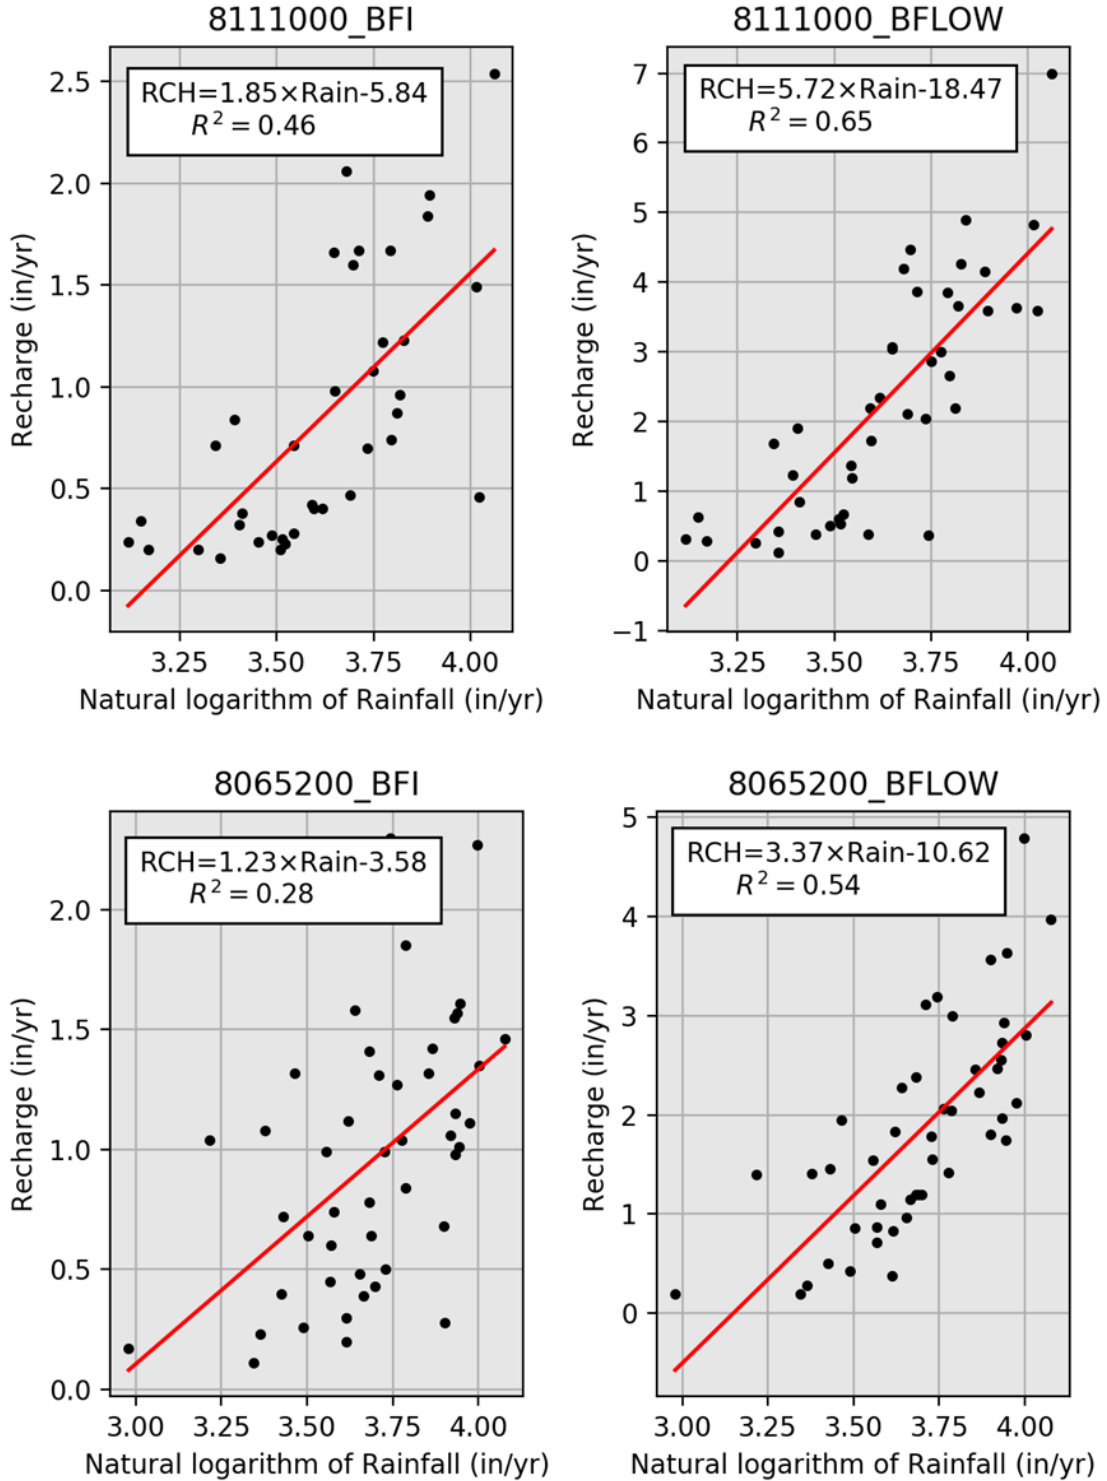 8111000_BFI
RCH=1.85×Rain-5.84
R² = 0.46
2.5
2.0
1.5
1.0
0.5
0.0
Recharge (in/yr)
3.25 3.50 3.75 4.00
Natural logarithm of Rainfall (in/yr)
8111000_BFLOW
RCH=5.72×Rain-18.47
R² = 0.65
7
6
5
4
3
2
1
0
−1
Recharge (in/yr)
3.25 3.50 3.75 4.00
Natural logarithm of Rainfall (in/yr)
8065200_BFI
RCH=1.23×Rain-3.58
R² = 0.28
2.0
1.5
1.0
0.5
0.0
Recharge (in/yr)
3.00 3.25 3.50 3.75 4.00
Natural logarithm of Rainfall (in/yr)
8065200_BFLOW
RCH=3.37×Rain-10.62
R² = 0.54
5
4
3
2
1
0
Recharge (in/yr)
3.00 3.25 3.50 3.75 4.00
Natural logarithm of Rainfall (in/yr)